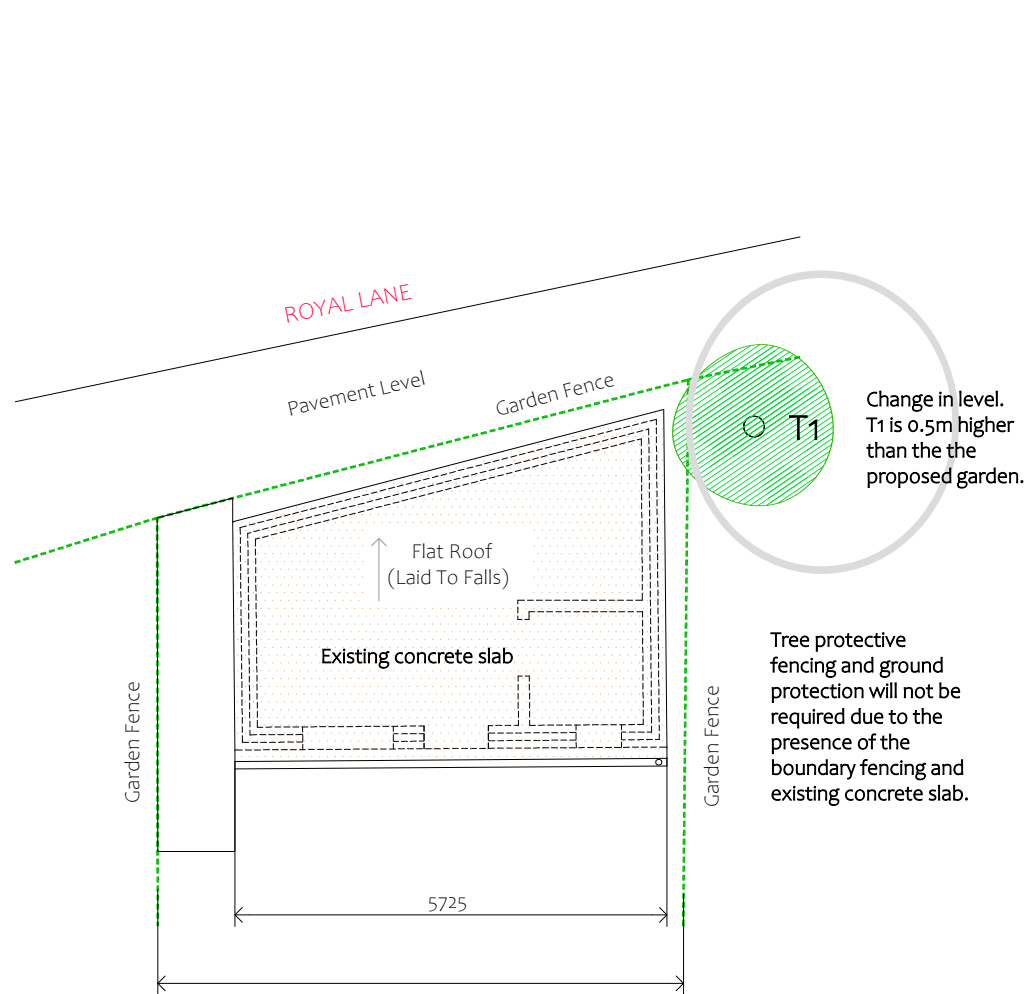 ROYAL LANE
Pavement Level
Garden Fence
T1
Change in level.
T1 is 0.5m higher
than the the
proposed garden.
Flat Roof
(Laid To Falls)
Existing concrete slab
Tree protective
fencing and ground
protection will not be
required due to the
presence of the
boundary fencing and
existing concrete slab.
Garden Fence
Garden Fence
5725